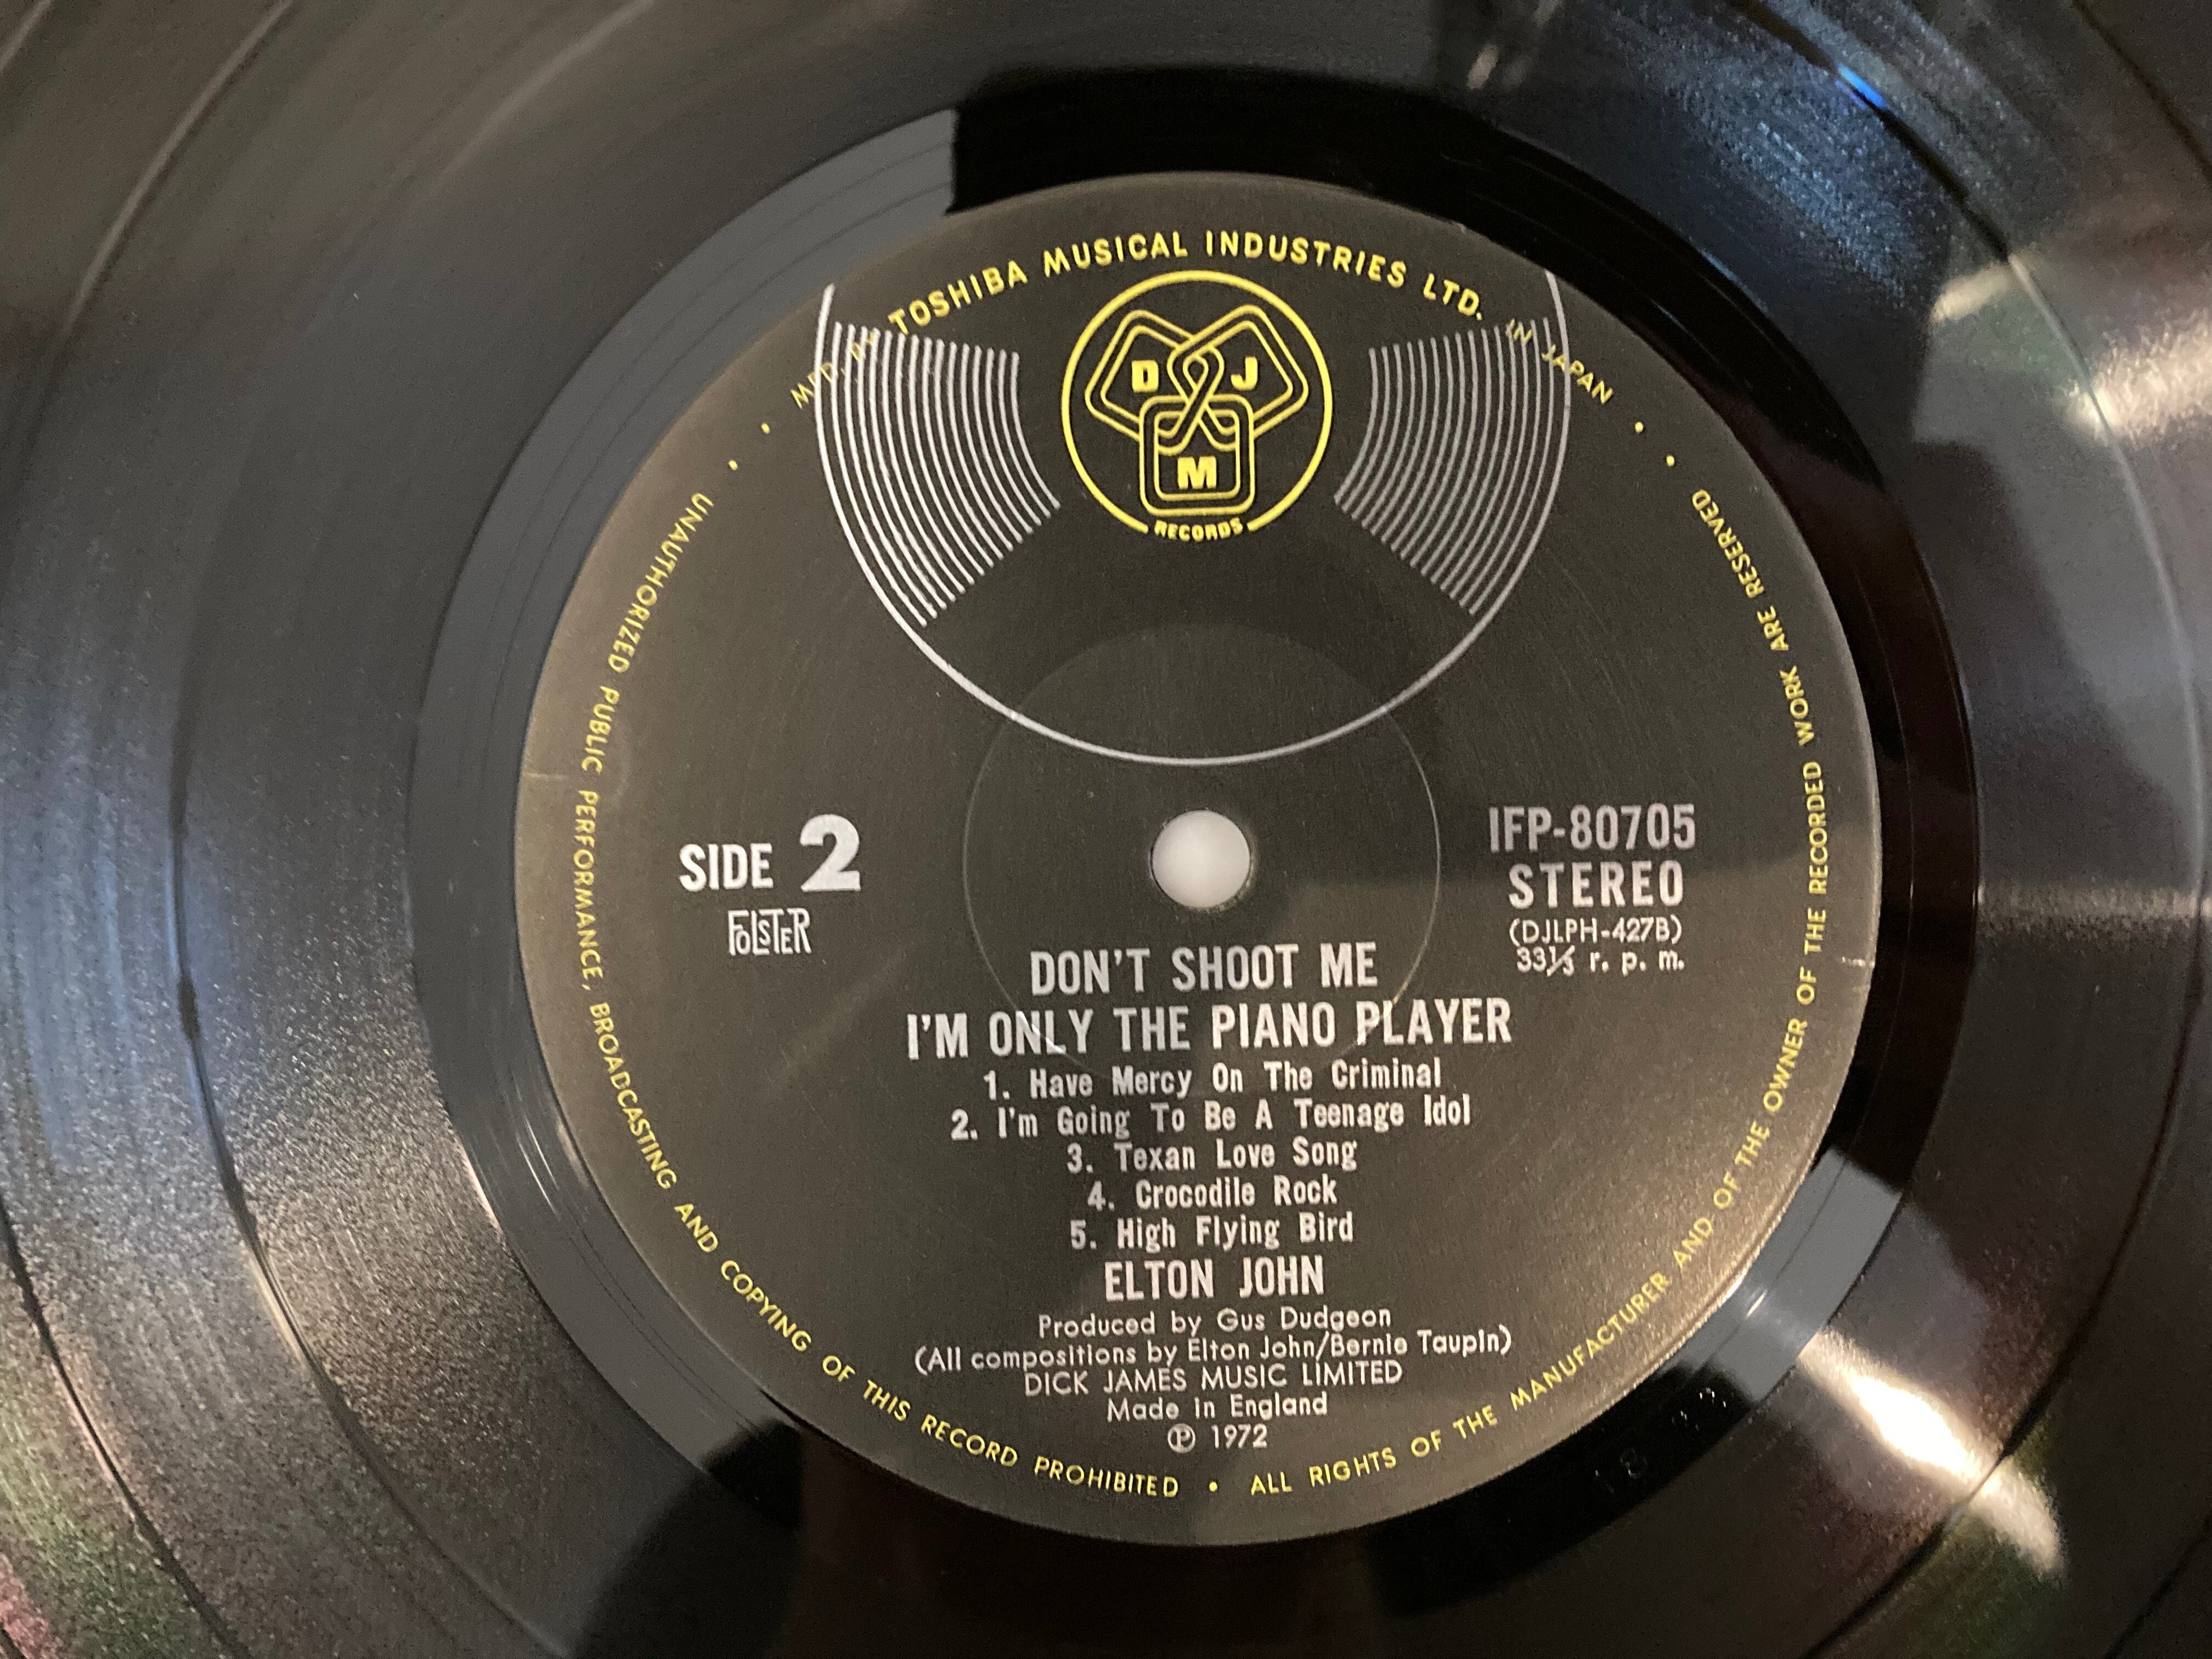 MFD. BY TOSHIBA MUSICAL INDUSTRIES LTD. IN JAPAN
D J
M
RECORDS
SIDE 2
FOLSTER
IFP-80705
STEREO
(DJLPH-427B)
33⅓ r. p. m.
DON'T SHOOT ME
I'M ONLY THE PIANO PLAYER
1. Have Mercy On The Criminal
2. I'm Going To Be A Teenage Idol
3. Texan Love Song
4. Crocodile Rock
5. High Flying Bird
ELTON JOHN
Produced by Gus Dudgeon
(All compositions by Elton John/Bernie Taupin)
DICK JAMES MUSIC LIMITED
Made in England
Ⓟ 1972
UNAUTHORIZED PUBLIC PERFORMANCE, BROADCASTING AND COPYING OF THIS RECORD PROHIBITED • ALL RIGHTS OF THE MANUFACTURER AND OF THE OWNER OF THE RECORDED WORK ARE RESERVED